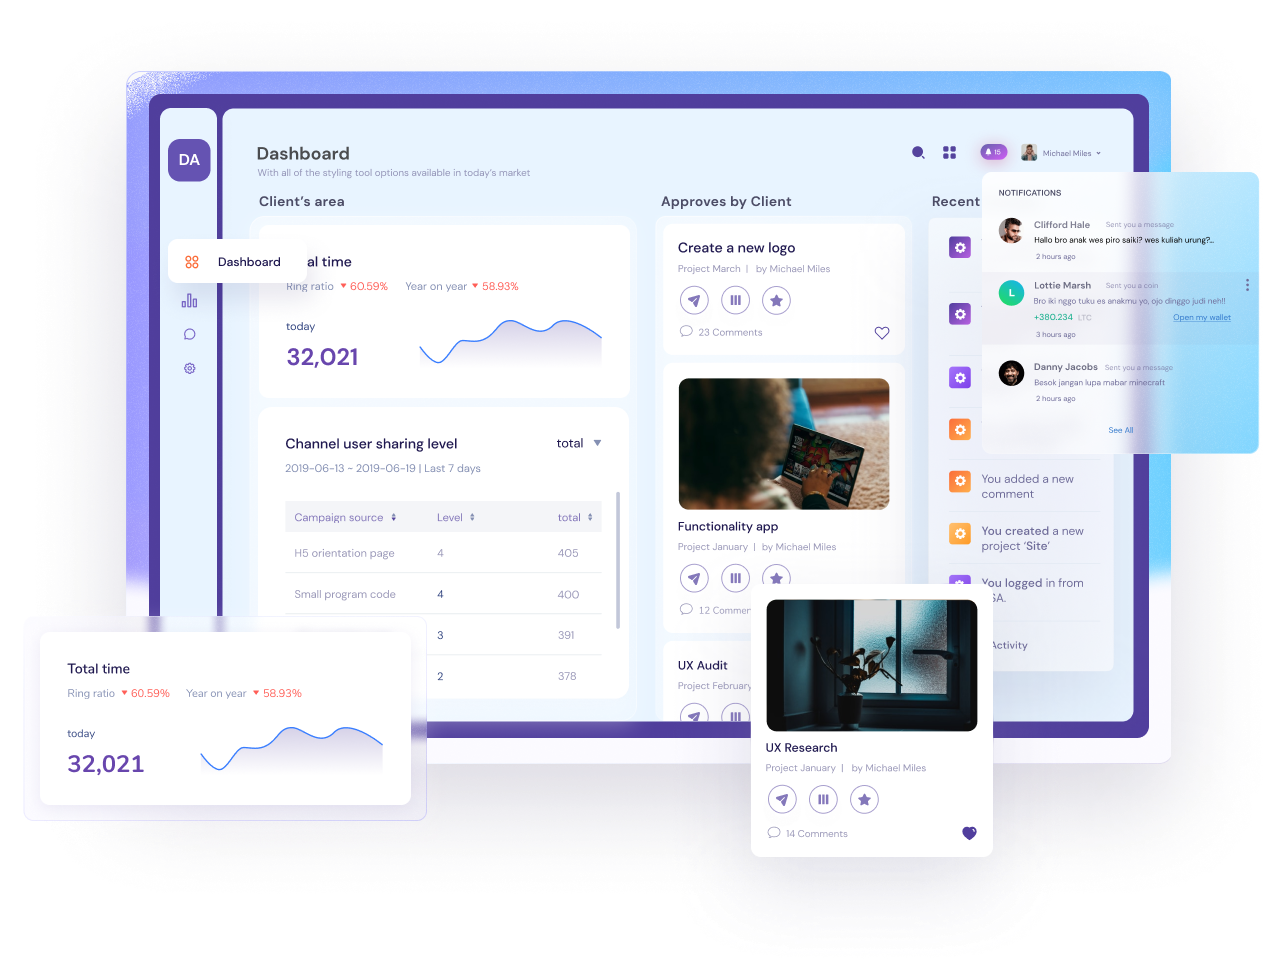 DA
Dashboard
With all of the styling tool options available in today's market
15
Michael Miles
Client's area
Approves by Client
Recent
Dashboard
al time
Ring ratio 60.59% Year on year 58.93%
today
32,021
Channel user sharing level
total
2019-06-13 ~ 2019-06-19 | Last 7 days
Campaign source Level total
H5 orientation page 4 405
Small program code 4 400
3 391
2 378
Create a new logo
Project March | by Michael Miles
23 Comments
Functionality app
Project January | by Michael Miles
12
UX Audit
Project February
You added a new
comment
You created a new
project ‘Site’
You logged in from
Activity
NOTIFICATIONS
Clifford Hale Sent you a message
Hallo bro anak wes piro saiki? wes kuliah urung?...
2 hours ago
L
Lottie Marsh Sent you a coin
Bro iki nggo tuku es anakmu yo, ojo dinggo judi neh!!
+380.234 LTC Open my wallet
3 hours ago
Danny Jacobs Sent you a message
Besok jangan lupa mabar minecraft
2 hours ago
See All
Total time
Ring ratio 60.59% Year on year 58.93%
today
32,021
UX Research
Project January | by Michael Miles
14 Comments